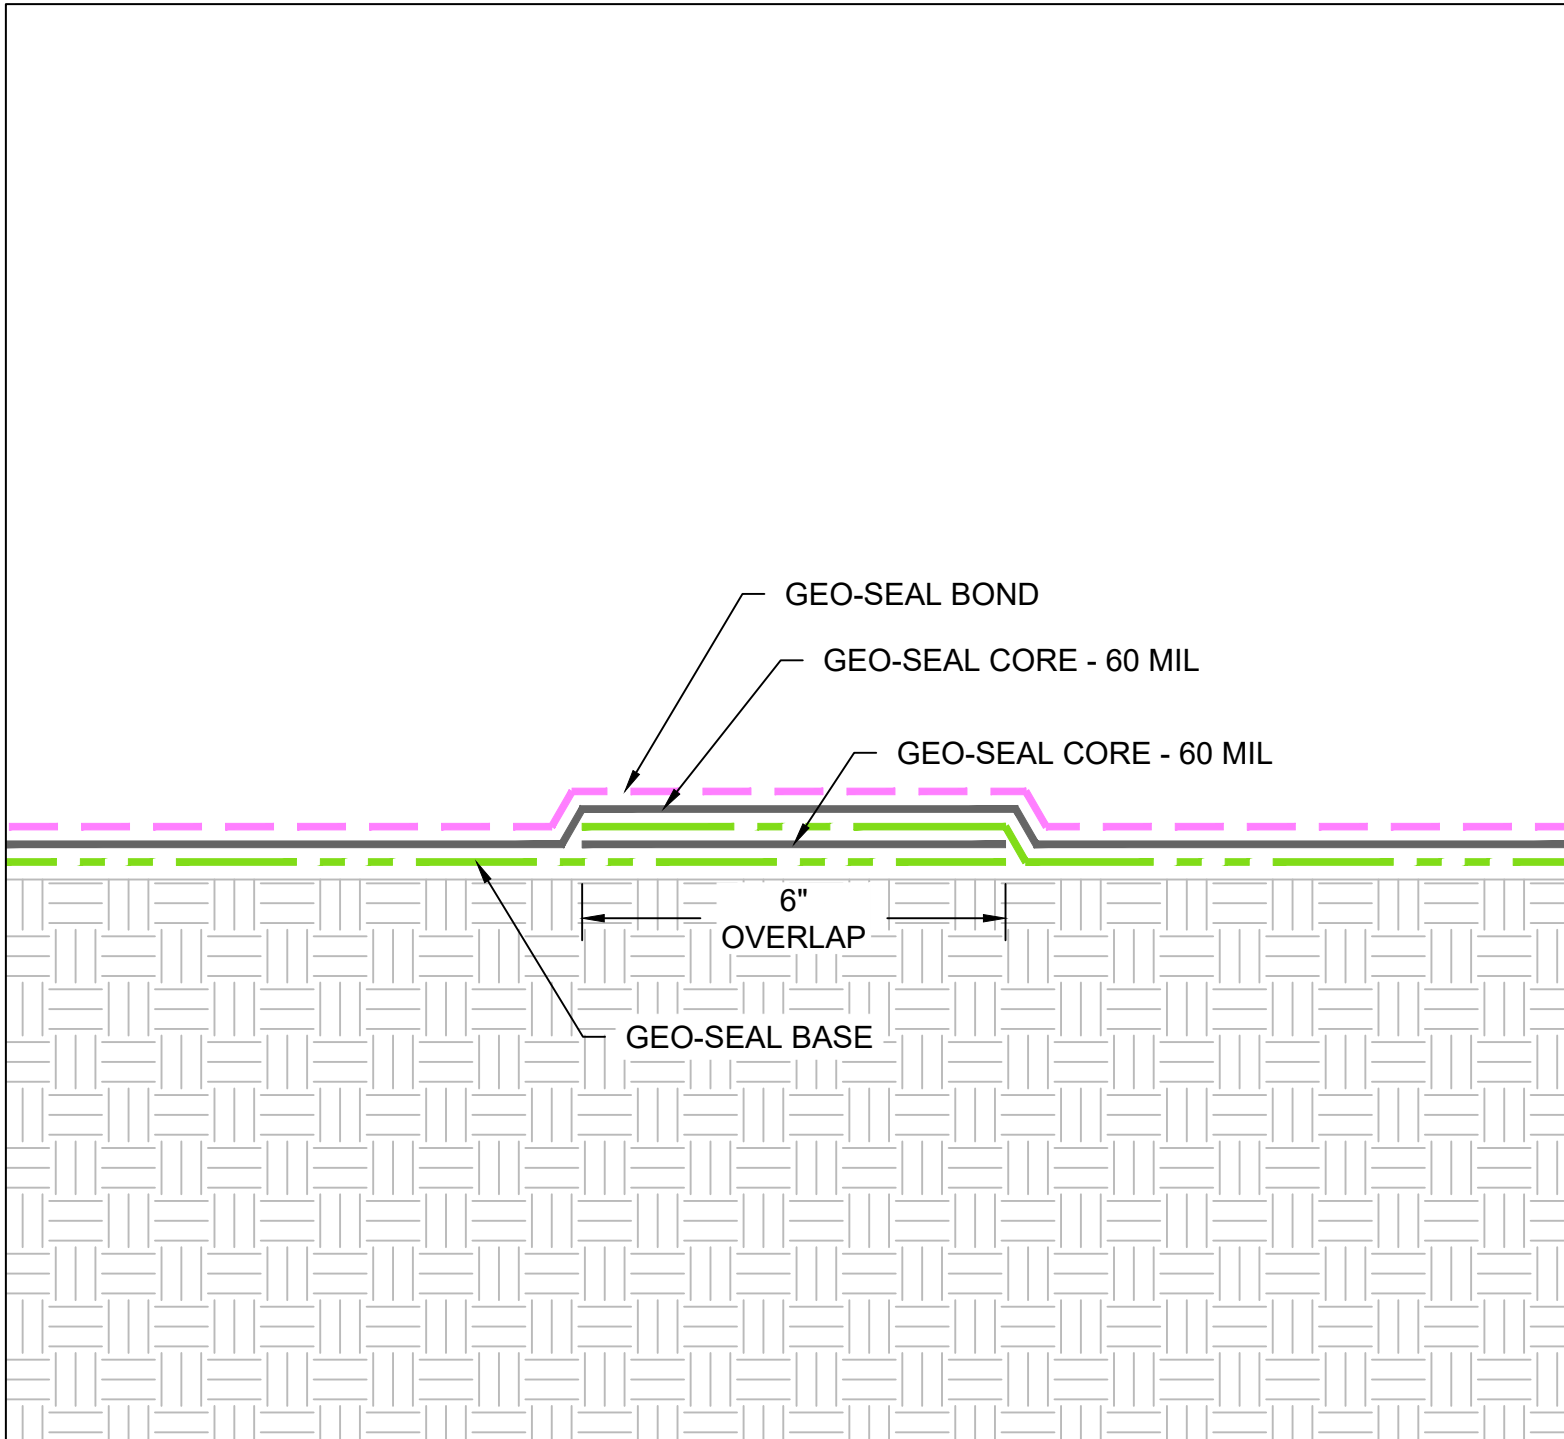 GEO-SEAL BOND
GEO-SEAL CORE - 60 MIL
GEO-SEAL CORE - 60 MIL
6"
OVERLAP
GEO-SEAL BASE